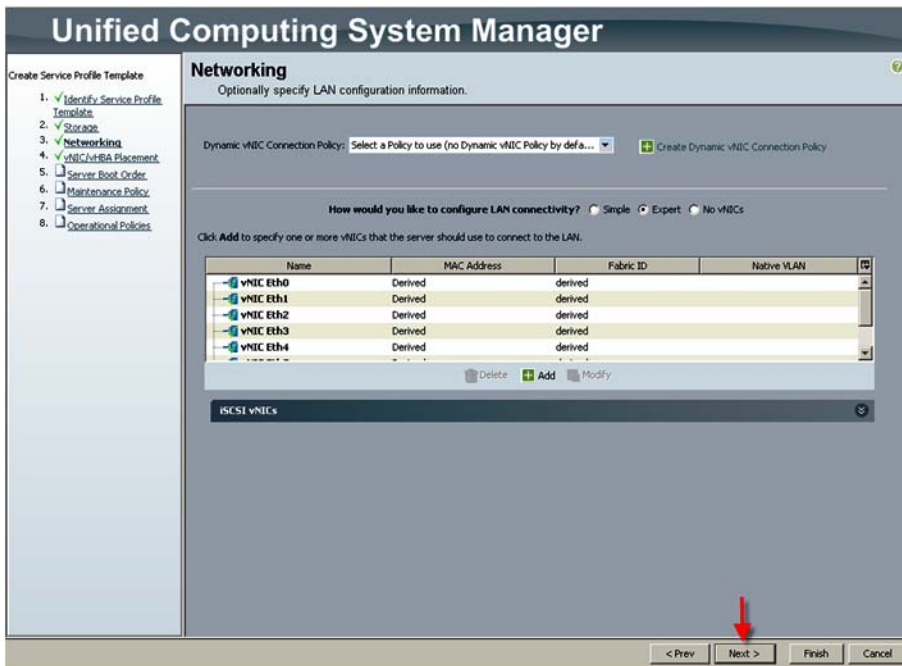 Unified Computing System Manager
Create Service Profile Template
1. √ Identify Service Profile
Template
2. √ Storage
3. √ Networking
4. √ vNIC/vHBA Placement
5. Server Boot Order
6. Maintenance Policy
7. Server Assignment
8. Operational Policies
Networking
Optionally specify LAN configuration information.
Dynamic vNIC Connection Policy: Select a Policy to use (no Dynamic vNIC Policy by defa... Create Dynamic vNIC Connection Policy
How would you like to configure LAN connectivity? Simple Expert No vNICs
Click Add to specify one or more vNICs that the server should use to connect to the LAN.
Name MAC Address Fabric ID Native VLAN
vNIC Eth0 Derived derived
vNIC Eth1 Derived derived
vNIC Eth2 Derived derived
vNIC Eth3 Derived derived
vNIC Eth4 Derived derived
Delete Add Modify
iSCSI vNICs
< Prev Next > Finish Cancel